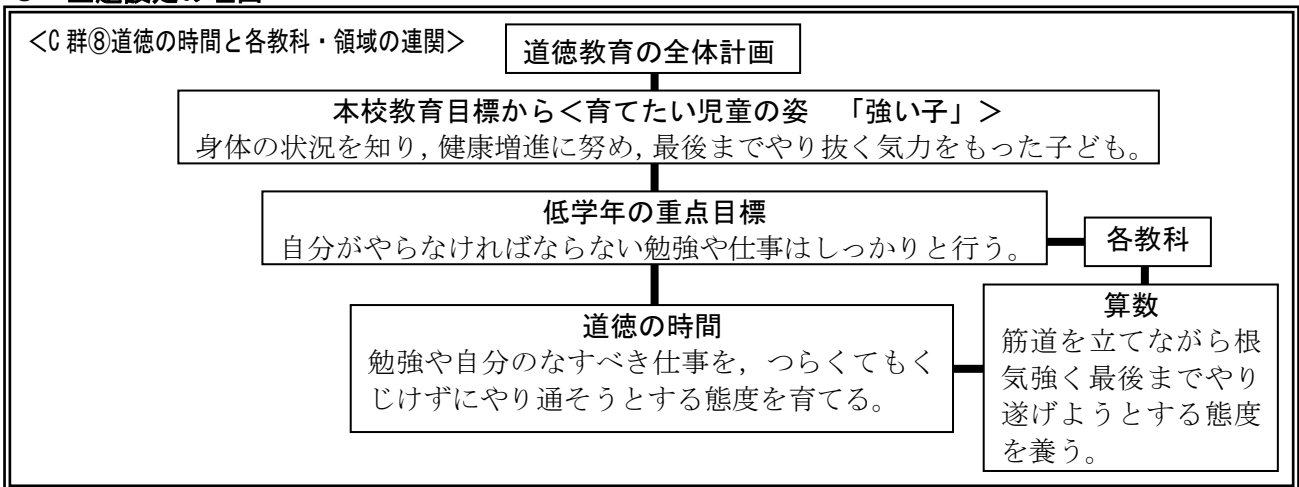 <C 群⑧道徳の時間と各教科・領域の連関>
道徳教育の全体計画
本校教育目標から<育てたい児童の姿　「強い子」>
身体の状況を知り,健康増進に努め,最後までやり抜く気力をもった子ども。
低学年の重点目標
自分がやらなければならない勉強や仕事はしっかりと行う。
各教科
道徳の時間
勉強や自分のなすべき仕事を，つらくてもく
じけずにやり通そうとする態度を育てる。
算数
筋道を立てながら根
気強く最後までやり
遂げようとする態度
を養う。